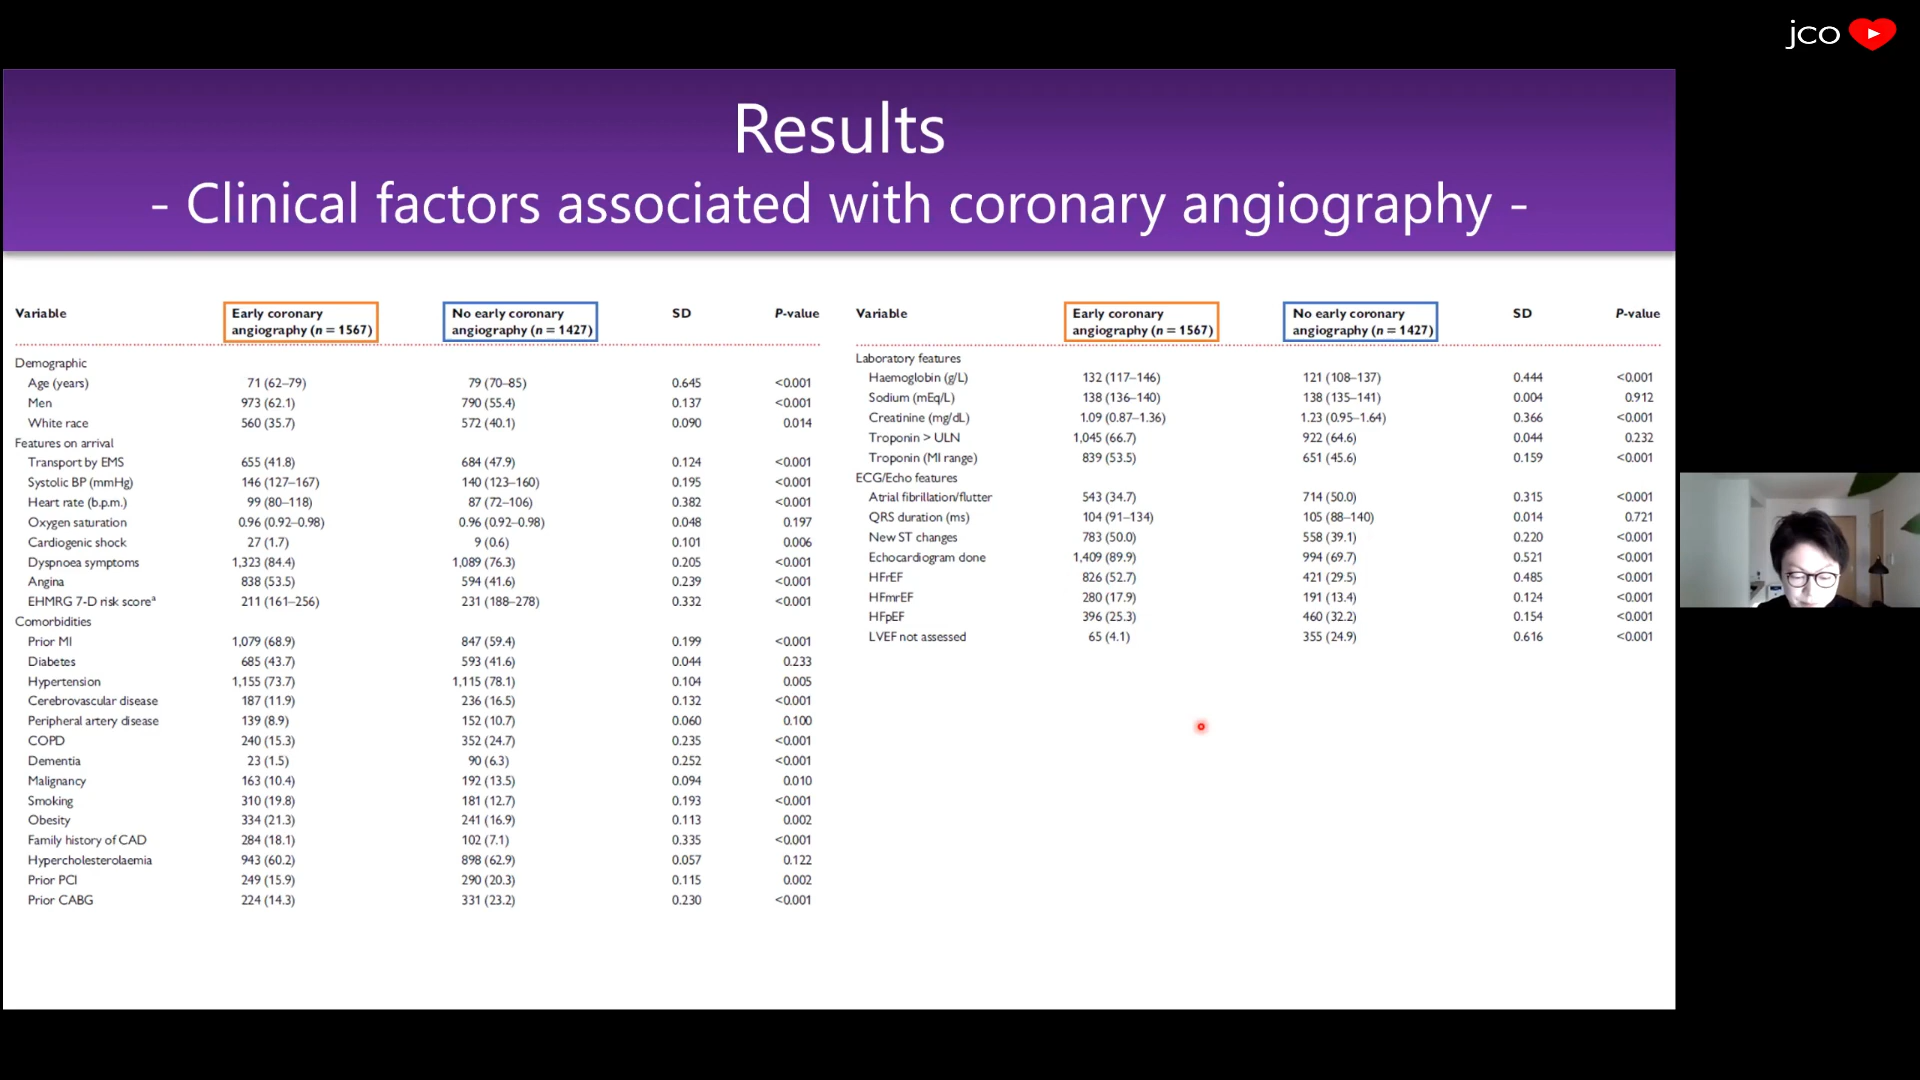 jco
Results
- Clinical factors associated with coronary angiography -
Variable Early coronary angiography (n = 1567) No early coronary angiography (n = 1427) SD P-value
Demographic
Age (years) 71 (62–79) 79 (70–85) 0.645 <0.001
Men 973 (62.1) 790 (55.4) 0.137 <0.001
White race 560 (35.7) 572 (40.1) 0.090 0.014
Features on arrival
Transport by EMS 655 (41.8) 684 (47.9) 0.124 <0.001
Systolic BP (mmHg) 146 (127–167) 140 (123–160) 0.195 <0.001
Heart rate (b.p.m.) 99 (80–118) 87 (72–106) 0.382 <0.001
Oxygen saturation 0.96 (0.92–0.98) 0.96 (0.92–0.98) 0.048 0.197
Cardiogenic shock 27 (1.7) 9 (0.6) 0.101 0.006
Dyspnoea symptoms 1,323 (84.4) 1,089 (76.3) 0.205 <0.001
Angina 838 (53.5) 594 (41.6) 0.239 <0.001
EHMRG 7-D risk scoreª 211 (161–256) 231 (188–278) 0.332 <0.001
Comorbidities
Prior MI 1,079 (68.9) 847 (59.4) 0.199 <0.001
Diabetes 685 (43.7) 593 (41.6) 0.044 0.233
Hypertension 1,155 (73.7) 1,115 (78.1) 0.104 0.005
Cerebrovascular disease 187 (11.9) 236 (16.5) 0.132 <0.001
Peripheral artery disease 139 (8.9) 152 (10.7) 0.060 0.100
COPD 240 (15.3) 352 (24.7) 0.235 <0.001
Dementia 23 (1.5) 90 (6.3) 0.252 <0.001
Malignancy 163 (10.4) 192 (13.5) 0.094 0.010
Smoking 310 (19.8) 181 (12.7) 0.193 <0.001
Obesity 334 (21.3) 241 (16.9) 0.113 0.002
Family history of CAD 284 (18.1) 102 (7.1) 0.335 <0.001
Hypercholesterolaemia 943 (60.2) 898 (62.9) 0.057 0.122
Prior PCI 249 (15.9) 290 (20.3) 0.115 0.002
Prior CABG 224 (14.3) 331 (23.2) 0.230 <0.001
Variable Early coronary angiography (n = 1567) No early coronary angiography (n = 1427) SD P-value
Laboratory features
Haemoglobin (g/L) 132 (117–146) 121 (108–137) 0.444 <0.001
Sodium (mEq/L) 138 (136–140) 138 (135–141) 0.004 0.912
Creatinine (mg/dL) 1.09 (0.87–1.36) 1.23 (0.95–1.64) 0.366 <0.001
Troponin > ULN 1,045 (66.7) 922 (64.6) 0.044 0.232
Troponin (MI range) 839 (53.5) 651 (45.6) 0.159 <0.001
ECG/Echo features
Atrial fibrillation/flutter 543 (34.7) 714 (50.0) 0.315 <0.001
QRS duration (ms) 104 (91–134) 105 (88–140) 0.014 0.721
New ST changes 783 (50.0) 558 (39.1) 0.220 <0.001
Echocardiogram done 1,409 (89.9) 994 (69.7) 0.521 <0.001
HFrEF 826 (52.7) 421 (29.5) 0.485 <0.001
HFmrEF 280 (17.9) 191 (13.4) 0.124 <0.001
HFpEF 396 (25.3) 460 (32.2) 0.154 <0.001
LVEF not assessed 65 (4.1) 355 (24.9) 0.616 <0.001